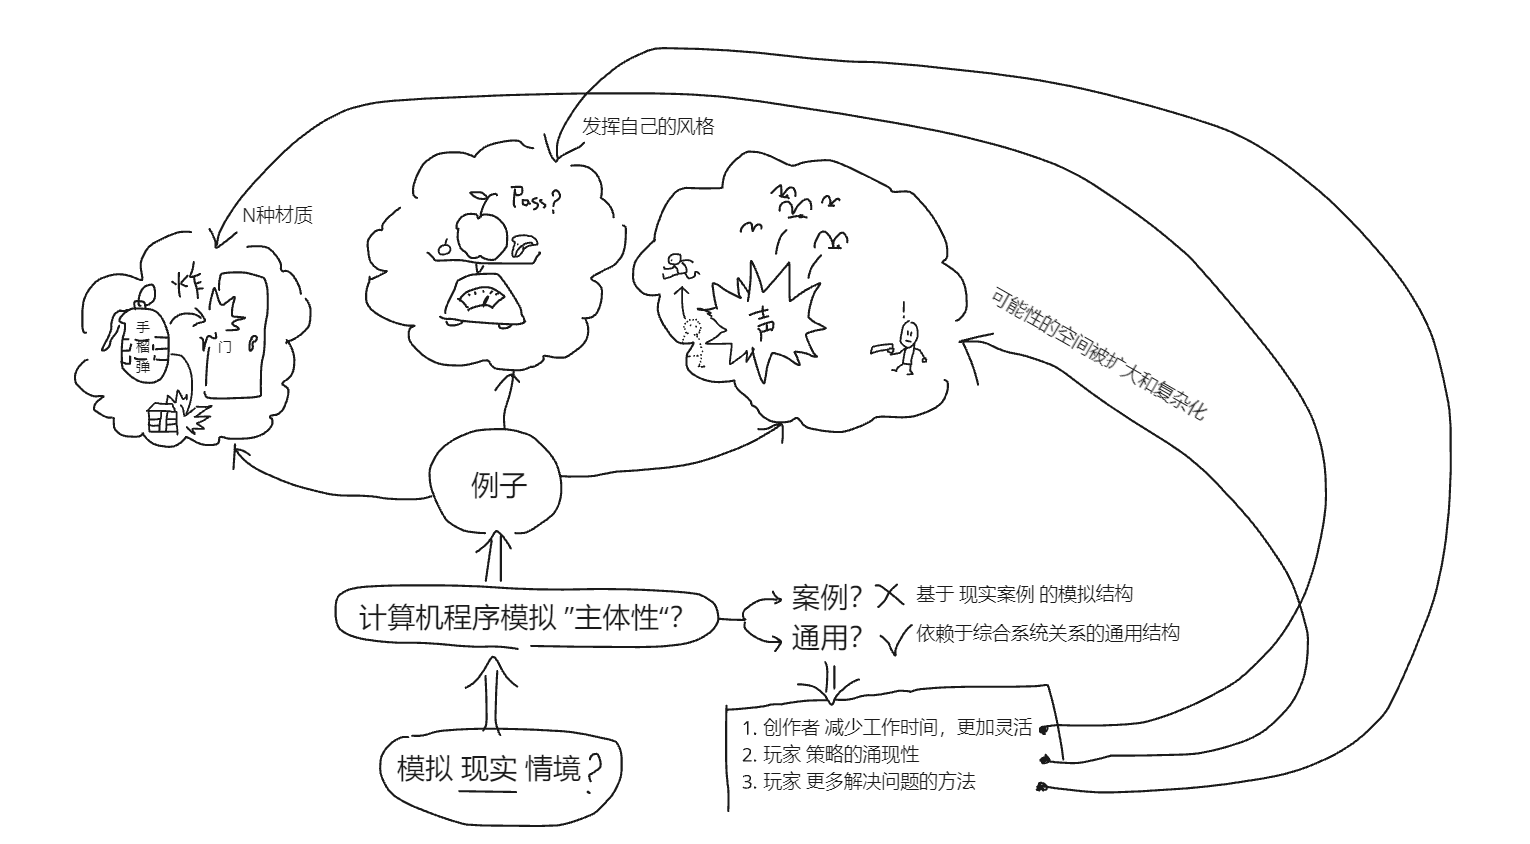 发挥自己的风格
N种材质
Pass?
炸
手
榴
弹
门
声
!
可能性的空间被扩大和复杂化
例子
计算机程序模拟 ”主体性“?
案例? 基于 现实案例 的模拟结构
通用? 依赖于综合系统关系的通用结构
模拟 现实 情境?
1. 创作者 减少工作时间，更加灵活
2. 玩家 策略的涌现性
3. 玩家 更多解决问题的方法